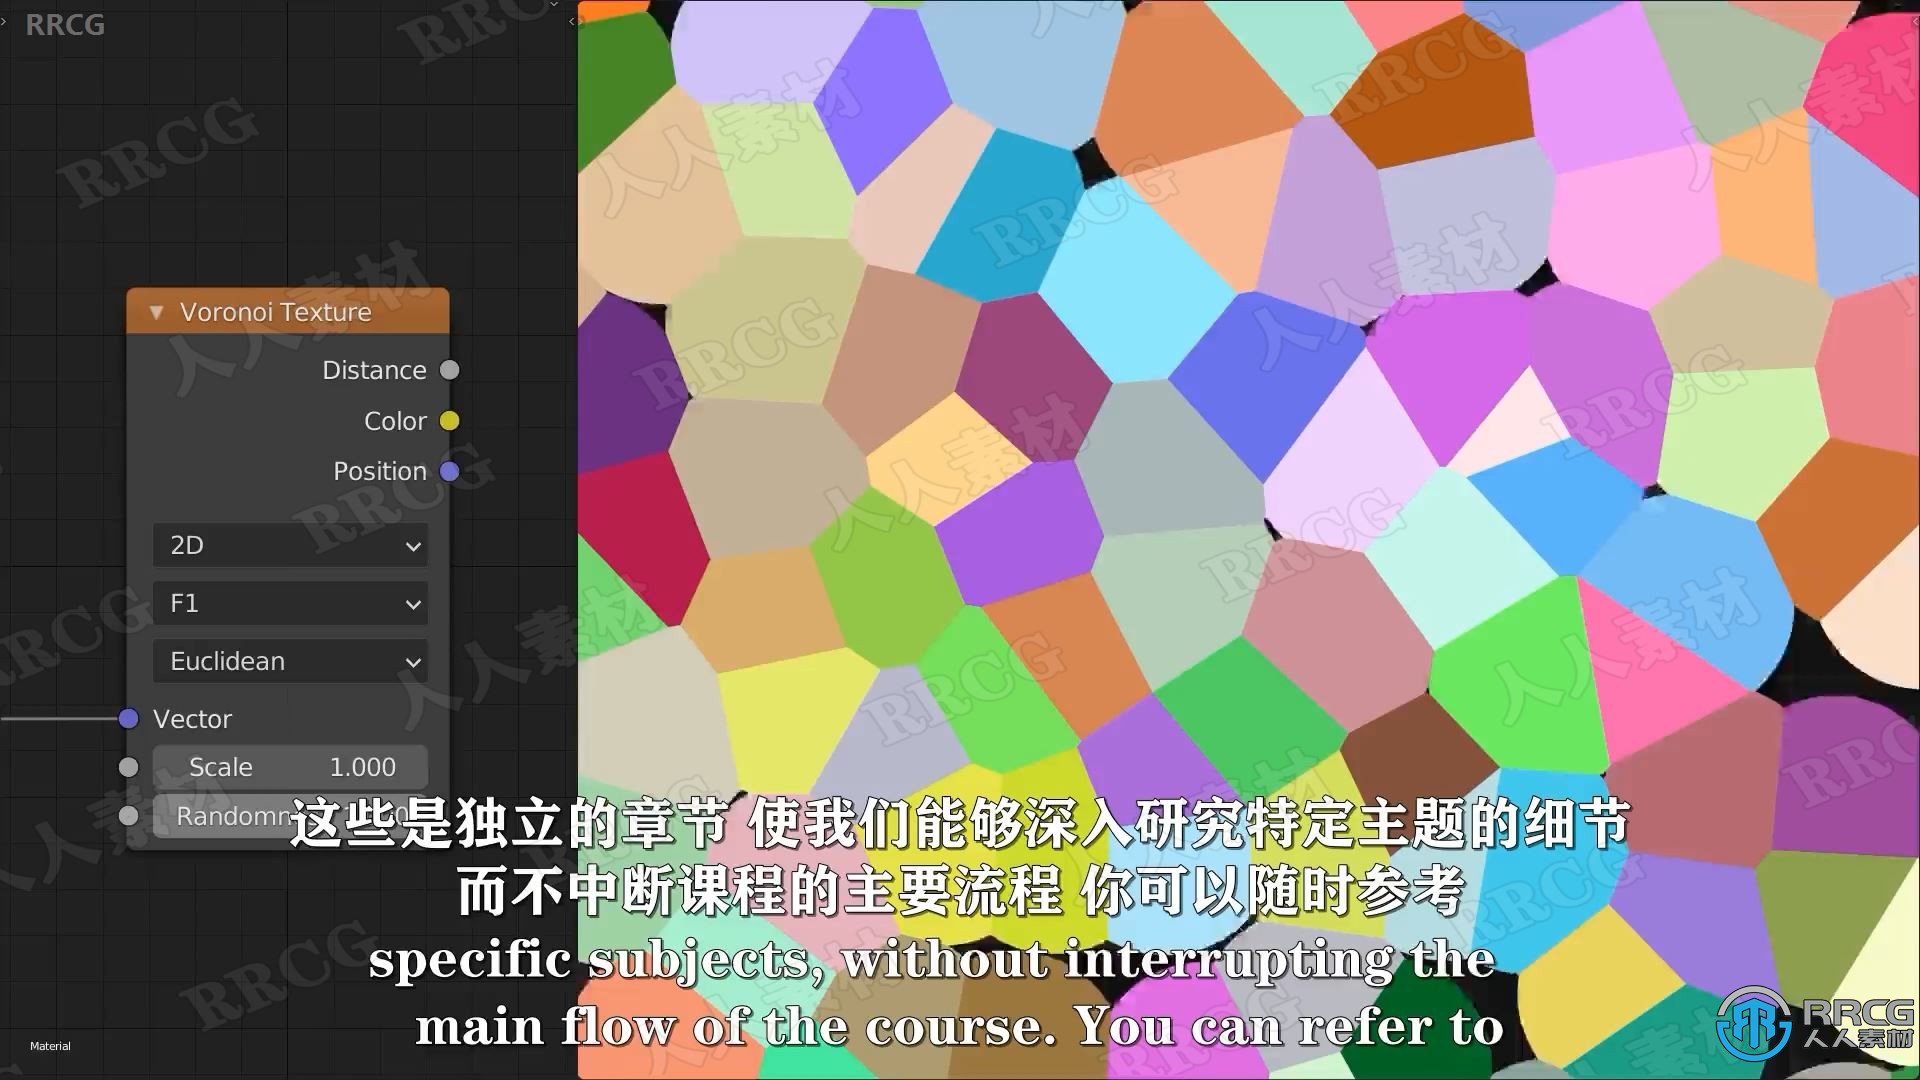 RRCG
Voronoi Texture
Distance
Color
Position
2D
F1
Euclidean
Vector
Scale 1.000
Randomn
这些是独立的章节 使我们能够深入研究特定主题的细节
而不中断课程的主要流程 你可以随时参考
specific subjects, without interrupting the
main flow of the course. You can refer to
Material
RRCG
人人素材